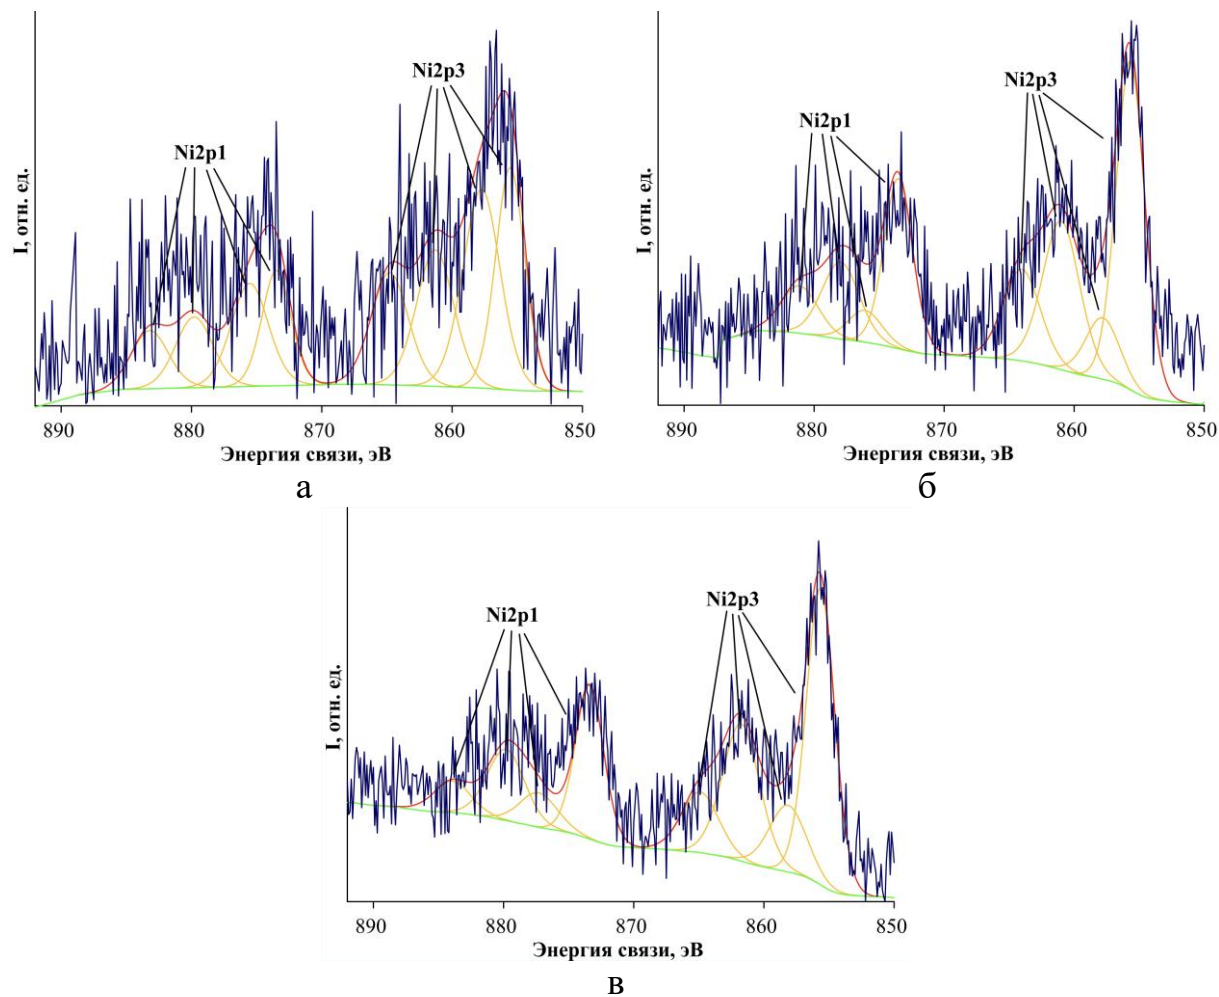 Ni2p3
Ni2p1
I, отн. ед.
890 880 870 860 850
Энергия связи, эВ
а
Ni2p3
Ni2p1
I, отн. ед.
890 880 870 860 850
Энергия связи, эВ
б
Ni2p3
Ni2p1
I, отн. ед.
890 880 870 860 850
Энергия связи, эВ
в